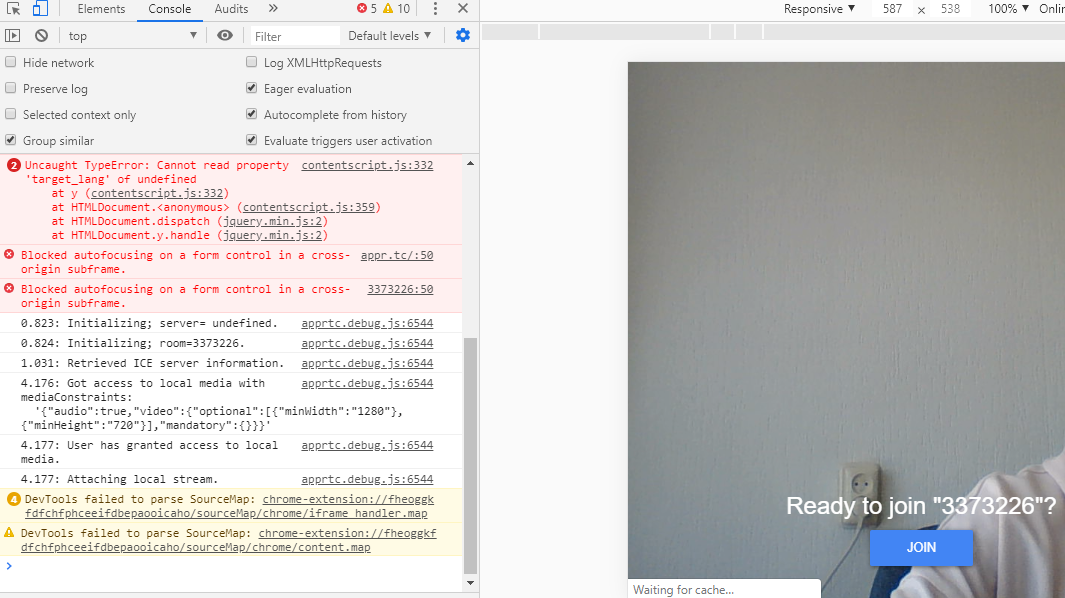 Elements Console Audits » 5 10
Responsive ▼ 587 x 538 100% ▼ Onlin
top ▼ Filter Default levels ▼
Hide network Log XMLHttpRequests
Preserve log Eager evaluation
Selected context only Autocomplete from history
Group similar Evaluate triggers user activation
2 Uncaught TypeError: Cannot read property contentscript.js:332
'target_lang' of undefined
at y (contentscript.js:332)
at HTMLDocument.<anonymous> (contentscript.js:359)
at HTMLDocument.dispatch (jquery.min.js:2)
at HTMLDocument.y.handle (jquery.min.js:2)
Blocked autofocusing on a form control in a cross- appr.tc/:50
origin subframe.
Blocked autofocusing on a form control in a cross- 3373226:50
origin subframe.
0.823: Initializing; server= undefined. apprtc.debug.js:6544
0.824: Initializing; room=3373226. apprtc.debug.js:6544
1.031: Retrieved ICE server information. apprtc.debug.js:6544
4.176: Got access to local media with apprtc.debug.js:6544
mediaConstraints:
'{"audio":true,"video":{"optional":[{"minWidth":"1280"},
{"minHeight":"720"}],"mandatory":{}}}'
4.177: User has granted access to local apprtc.debug.js:6544
media.
4.177: Attaching local stream. apprtc.debug.js:6544
4 DevTools failed to parse SourceMap: chrome-extension://fheoggk
fdfchfphceeifdbepaooicaho/sourceMap/chrome/iframe_handler.map
DevTools failed to parse SourceMap: chrome-extension://fheoggkf
dfchfphceeifdbepaooicaho/sourceMap/chrome/content.map
>
Ready to join "3373226"?
JOIN
Waiting for cache...